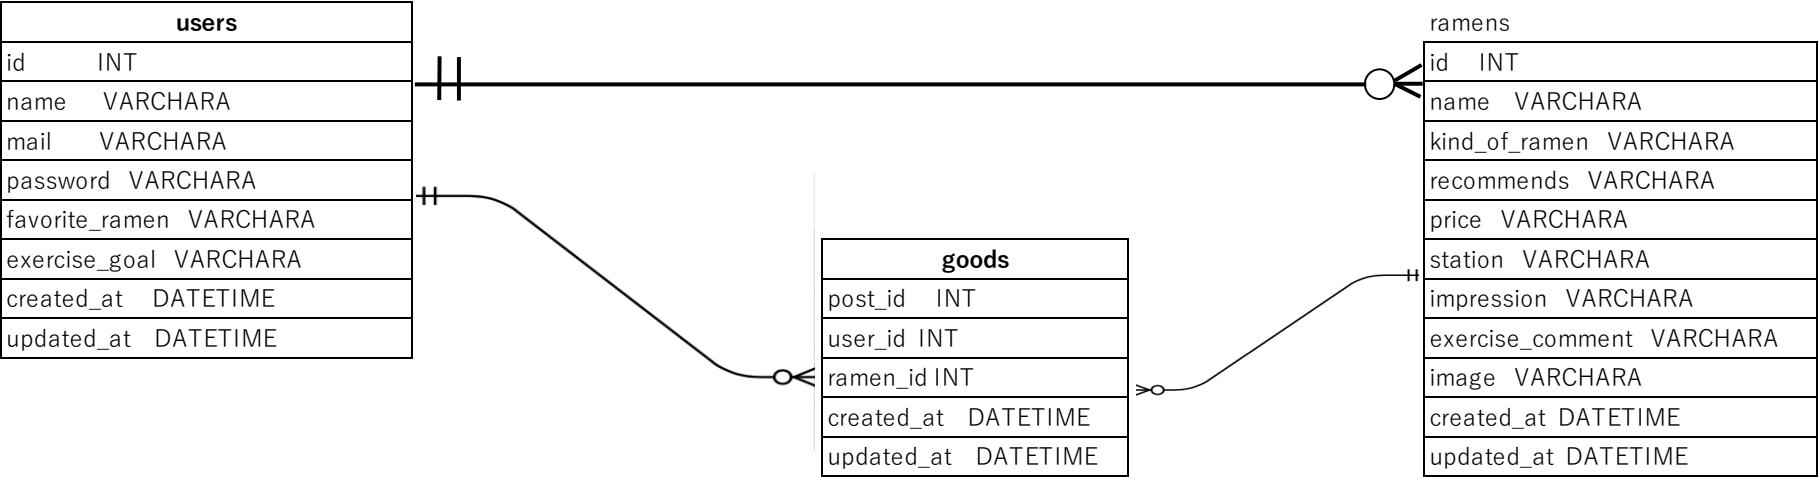 users
id INT
name VARCHARA
mail VARCHARA
password VARCHARA
favorite_ramen VARCHARA
exercise_goal VARCHARA
created_at DATETIME
updated_at DATETIME
goods
post_id INT
user_id INT
ramen_id INT
created_at DATETIME
updated_at DATETIME
ramens
id INT
name VARCHARA
kind_of_ramen VARCHARA
recommends VARCHARA
price VARCHARA
station VARCHARA
impression VARCHARA
exercise_comment VARCHARA
image VARCHARA
created_at DATETIME
updated_at DATETIME